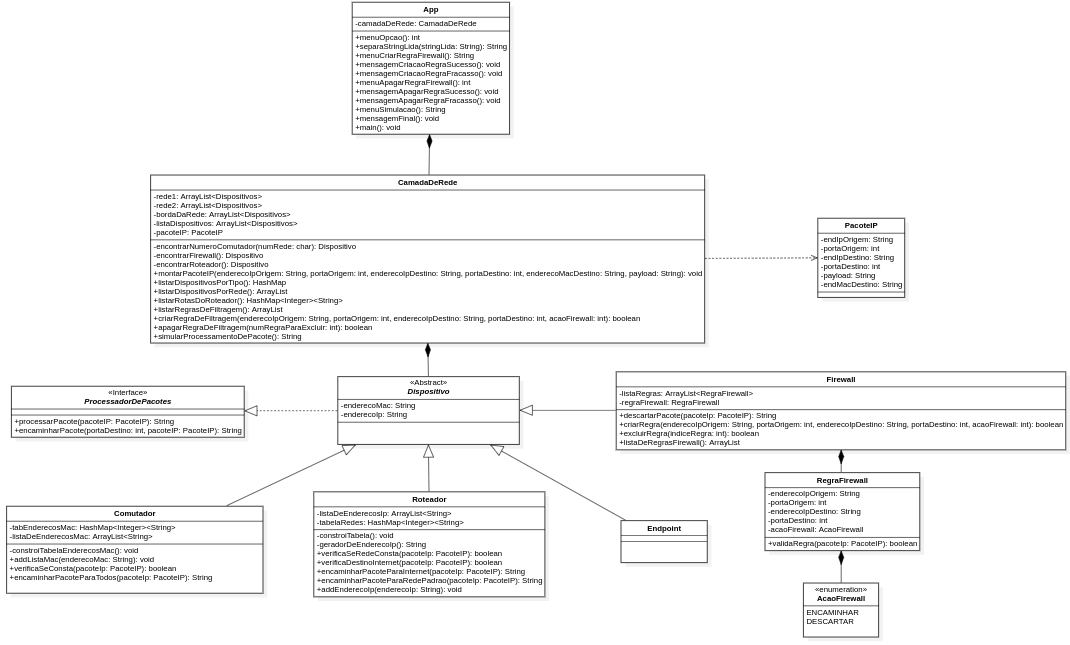 App
-camadaDeRede: CamadaDeRede
+menuOpcao(): int
+separaStringLida(stringLida: String): String
+menuCriarRegraFirewall(): String
+mensagemCriacaoRegraSucesso(): void
+mensagemCriacaoRegraFracasso(): void
+menuApagarRegraFirewall(): int
+mensagemApagarRegraSucesso(): void
+mensagemApagarRegraFracasso(): void
+menuSimulacao(): String
+mensagemFinal(): void
+main(): void
CamadaDeRede
-rede1: ArrayList<Dispositivos>
-rede2: ArrayList<Dispositivos>
-bordaDaRede: ArrayList<Dispositivos>
-listaDispositivos: ArrayList<Dispositivos>
-pacoteIP: PacoteIP
-encontrarNumeroComutador(numRede: char): Dispositivo
-encontrarFirewall(): Dispositivo
-encontrarRoteador(): Dispositivo
+montarPacoteIP(enderecoIpOrigem: String, portaOrigem: int, enderecoIpDestino: String, portaDestino: int, enderecoMacDestino: String, payload: String): void
+listarDispositivosPorTipo(): HashMap
+listarDispositivosPorRede(): ArrayList
+listarRotasDoRoteador(): HashMap<Integer><String>
+listarRegrasDeFiltragem(): ArrayList
+criarRegraDeFiltragem(enderecoIpOrigem: String, portaOrigem: int, enderecoIpDestino: String, portaDestino: int, acaoFirewall: int): boolean
+apagarRegraDeFiltragem(numRegraParaExcluir: int): boolean
+simularProcessamentoDePacote(): String
PacoteIP
-endIpOrigem: String
-portaOrigem: int
-endIpDestino: String
-portaDestino: int
-payload: String
-endMacDestino: String
«interface»
ProcessadorDePacotes
+processarPacote(pacoteIP: PacoteIP): String
+encaminharPacote(portaDestino: int, pacoteIP: PacoteIP): String
«Abstract»
Dispositivo
-enderecoMac: String
-enderecoIp: String
Firewall
-listaRegras: ArrayList<RegraFirewall>
-regraFirewall: RegraFirewall
+descartarPacote(pacoteIp: PacoteIP): String
+criarRegra(enderecoIpOrigem: String, portaOrigem: int, enderecoIpDestino: String, portaDestino: int, acaoFirewall: int): boolean
+excluirRegra(indiceRegra: int): boolean
+listaDeRegrasFirewall(): ArrayList
RegraFirewall
-enderecoIpOrigem: String
-portaOrigem: int
-enderecoIpDestino: String
-portaDestino: int
-acaoFirewall: AcaoFirewall
+validaRegra(pacoteIp: PacoteIP): boolean
Comutador
-tabEnderecosMac: HashMap<Integer><String>
-listaDeEnderecosMac: ArrayList<String>
-constroiTabelaEnderecosMac(): void
+addListaMac(enderecoMac: String): void
+verificaSeConsta(pacoteIp: PacoteIP): boolean
+encaminharPacoteParaTodos(pacoteIp: PacoteIP): String
Roteador
-listaDeEnderecosIp: ArrayList<String>
-tabelaRedes: HashMap<Integer><String>
-constroiTabela(): void
-geradorDeEnderecoIp(): String
+verificaSeRedeConsta(pacoteIp: PacoteIP): boolean
+verificaDestinoInternet(pacoteIp: PacoteIP): boolean
+encaminharPacoteParaInternet(pacoteIp: PacoteIP): String
+encaminharPacoteParaRedePadrao(pacoteIp: PacoteIP): String
+addEnderecoIp(enderecoIp: String): void
Endpoint
«enumeration»
AcaoFirewall
ENCAMINHAR
DESCARTAR